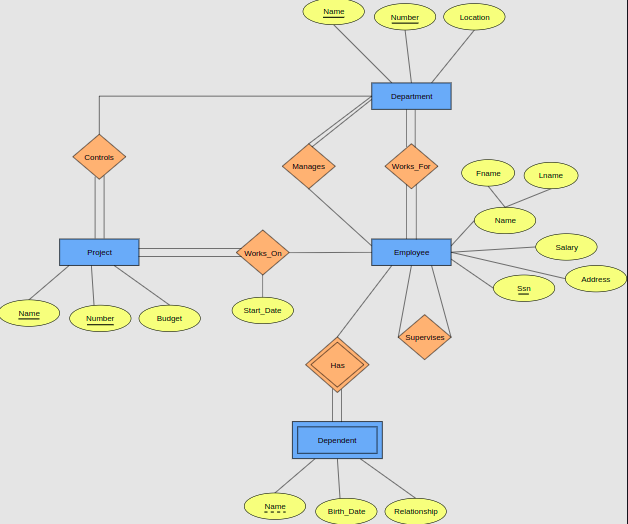 Name
Number
Location
Department
Controls
Manages
Works_For
Fname
Lname
Name
Project
Works_On
Employee
Salary
Address
Ssn
Name
Number
Budget
Start_Date
Supervises
Has
Dependent
Name
Birth_Date
Relationship